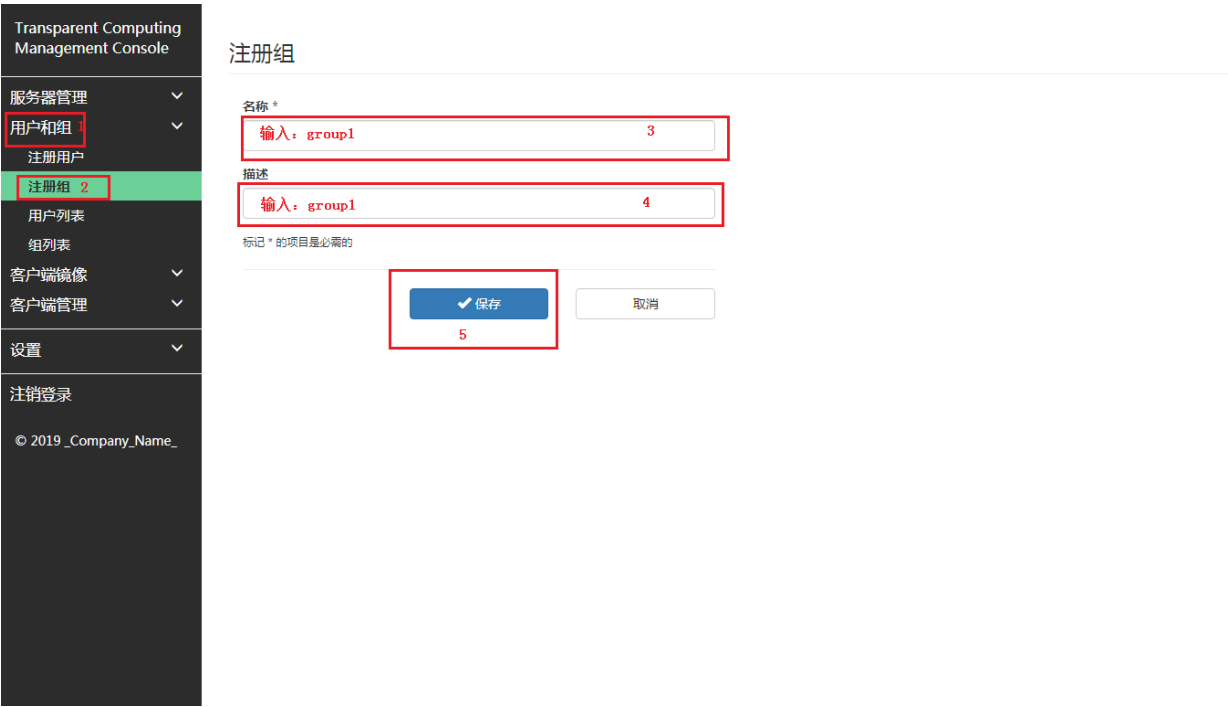 Transparent Computing
Management Console
服务器管理
用户和组 1
注册用户
注册组 2
用户列表
组列表
客户端镜像
客户端管理
设置
注销登录
© 2019 _Company_Name_
注册组
名称 *
输入: group1 3
描述
输入: group1 4
标记 * 的项目是必需的
保存
取消
5